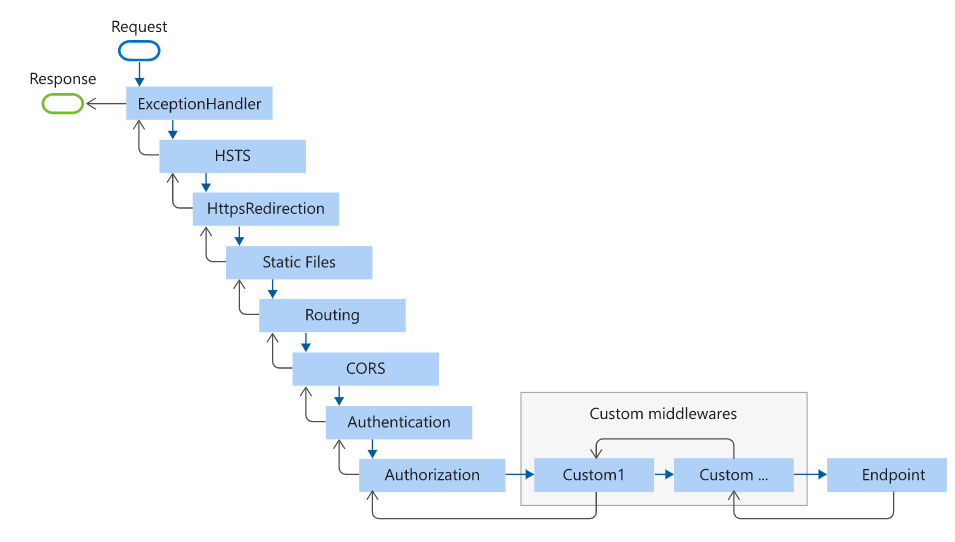 Request
Response
ExceptionHandler
HSTS
HttpsRedirection
Static Files
Routing
CORS
Authentication
Custom middlewares
Authorization
Custom1
Custom ...
Endpoint